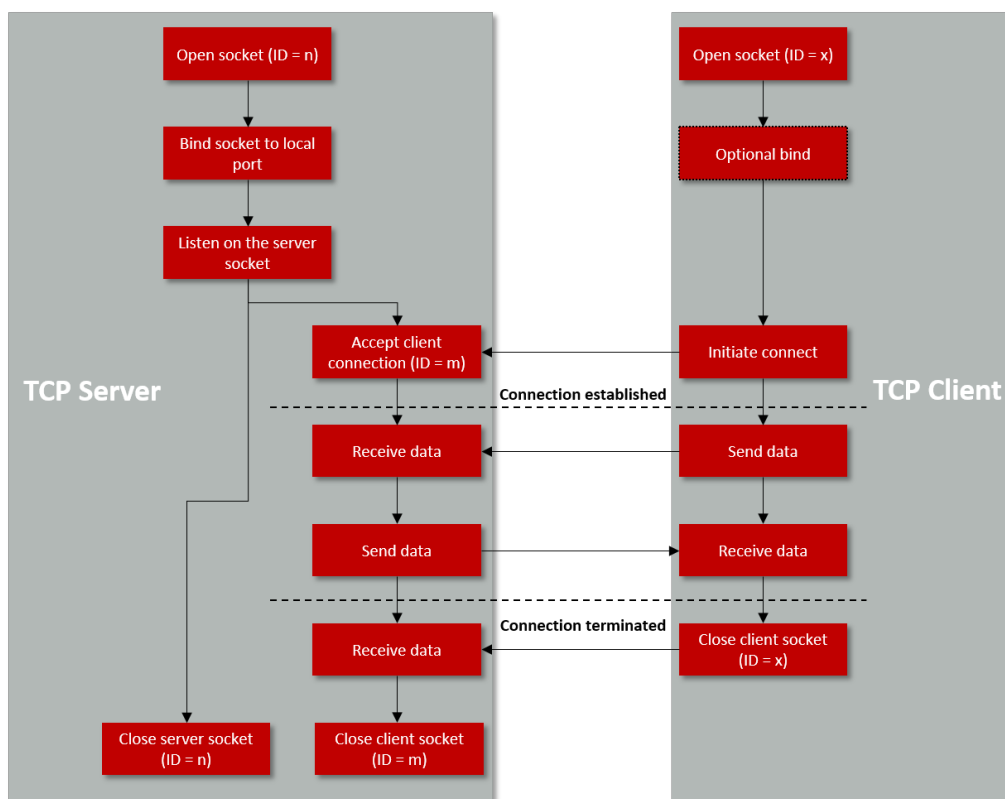 Open socket (ID = n)
Open socket (ID = x)
Bind socket to local
port
Optional bind
Listen on the server
socket
Accept client
connection (ID = m)
Initiate connect
TCP Server
TCP Client
Connection established
Receive data
Send data
Send data
Receive data
Connection terminated
Receive data
Close client socket
(ID = x)
Close server socket
(ID = n)
Close client socket
(ID = m)